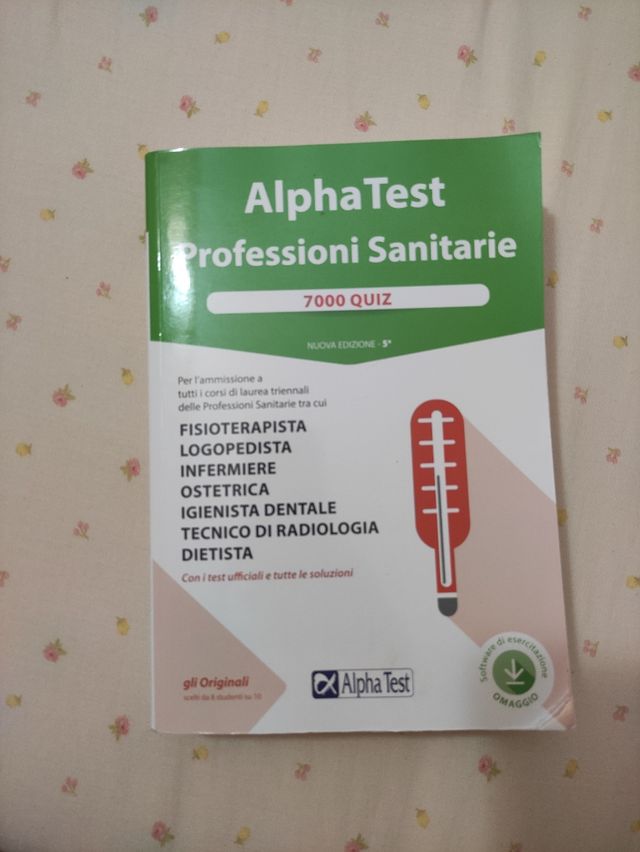 AlphaTest
Professioni Sanitarie
7000 QUIZ
NUOVA EDIZIONE - 5ª
Per l'ammissione a
tutti i corsi di laurea triennali
delle Professioni Sanitarie tra cui
FISIOTERAPISTA
LOGOPEDISTA
INFERMIERE
OSTETRICA
IGIENISTA DENTALE
TECNICO DI RADIOLOGIA
DIETISTA
Con i test ufficiali e tutte le soluzioni
gli Originali
scelti da 8 studenti su 10
Alpha Test
Software di esercitazione
OMAGGIO